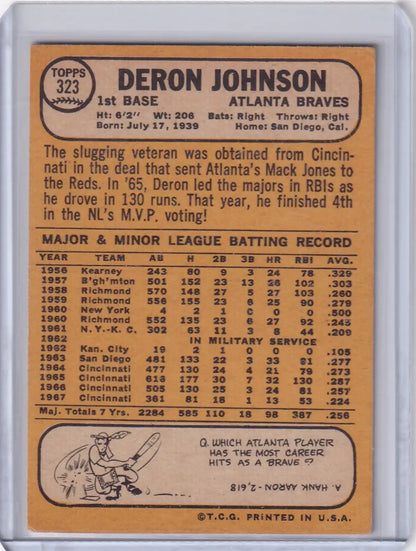 TOPPS
323
DERON JOHNSON
1st BASE ATLANTA BRAVES
Ht: 6'2" Wt: 206 Bats: Right Throws: Right
Born: July 17, 1939 Home: San Diego, Cal.
The slugging veteran was obtained from Cincin-
nati in the deal that sent Atlanta's Mack Jones to
the Reds. In '65, Deron led the majors in RBIs as
he drove in 130 runs. That year, he finished 4th
in the NL's M.V.P. voting!
MAJOR & MINOR LEAGUE BATTING RECORD
YEAR TEAM AB H 2B 3B HR RBI AVG.
1956 Kearney 243 80 9 3 24 78 .329
1957 B'gh'mton 501 152 23 13 26 102 .303
1958 Richmond 570 148 27 5 27 103 .260
1959 Richmond 556 155 23 6 25 90 .279
1960 New York 4 2 1 0 0 0 .500
1960 Richmond 552 135 23 6 27 92 .245
1961 N.Y.-K.C. 302 63 11 3 8 44 .209
1962 IN MILITARY SERVICE
1962 Kan. City 19 2 1 0 0 0 .105
1963 San Diego 481 133 22 3 33 91 .277
1964 Cincinnati 477 130 24 4 21 79 .273
1965 Cincinnati 616 177 30 7 32 130 .287
1966 Cincinnati 505 130 25 3 24 81 .257
1967 Cincinnati 361 81 18 1 13 53 .224
Maj. Totals 7 Yrs. 2284 585 110 18 98 387 .256
Q. WHICH ATLANTA PLAYER
HAS THE MOST CAREER
HITS AS A BRAVE?
A. HANK AARON-2,618
©T.C.G. PRINTED IN U.S.A.